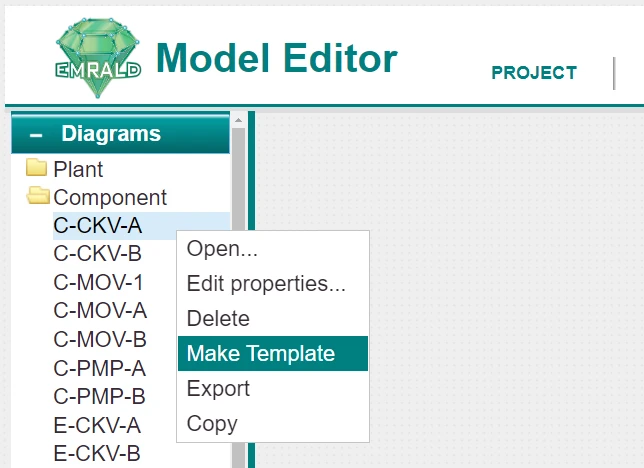 EMRALD Model Editor
PROJECT
– Diagrams
Plant
Component
C-CKV-A
C-CKV-B
C-MOV-1
C-MOV-A
C-MOV-B
C-PMP-A
C-PMP-B
E-CKV-A
E-CKV-B
Open...
Edit properties...
Delete
Make Template
Export
Copy